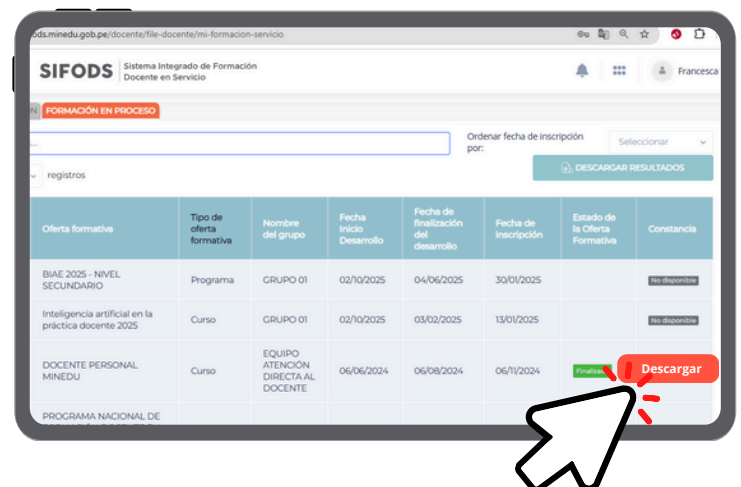 ods.minedu.gob.pe/docente/file-docente/mi-formacion-servicio
SIFODS
Sistema Integrado de Formación
Docente en Servicio
Francesca
N
FORMACIÓN EN PROCESO
Ordenar fecha de inscripción
por:
Seleccionar
registros
DESCARGAR RESULTADOS
Oferta formativa
Tipo de
oferta
formativa
Nombre
del grupo
Fecha
Inicio
Desarrollo
Fecha de
finalización
del
desarrollo
Fecha de
inscripción
Estado de
la Oferta
Formativa
Constancia
BIAE 2025 - NIVEL
SECUNDARIO
Programa
GRUPO 01
02/10/2025
04/06/2025
30/01/2025
No disponible
Inteligencia artificial en la
práctica docente 2025
Curso
GRUPO 01
02/10/2025
03/02/2025
13/01/2025
No disponible
DOCENTE PERSONAL
MINEDU
Curso
EQUIPO
ATENCIÓN
DIRECTA AL
DOCENTE
06/06/2024
06/08/2024
06/11/2024
Descargar
PROGRAMA NACIONAL DE